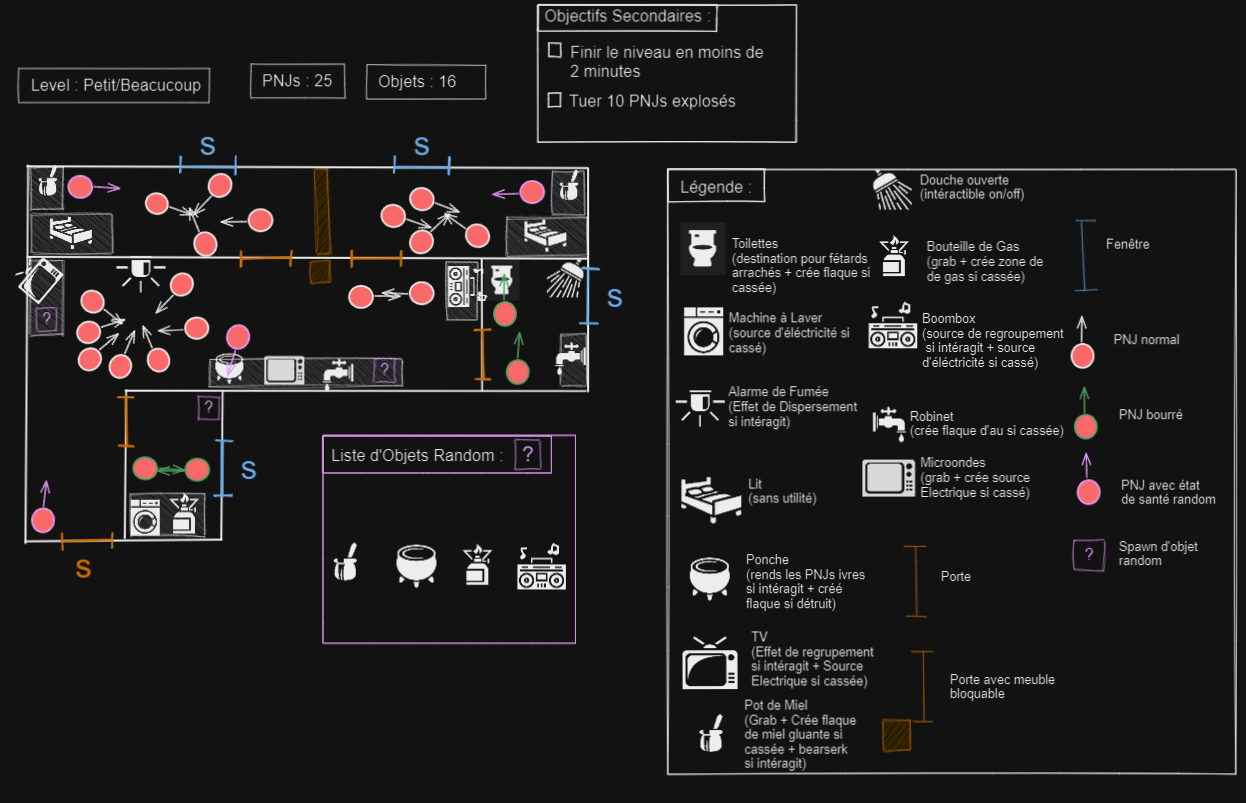 Objectifs Secondaires :
Finir le niveau en moins de
2 minutes
Tuer 10 PNJs explosés
Level : Petit/Beacucoup
PNJs : 25
Objets : 16
S
S
S
S
S
?
?
?
Liste d'Objets Random : ?
Légende :
Douche ouverte
(intéractible on/off)
Toilettes
(destination pour fétards
arrachés + crée flaque si
cassée)
Bouteille de Gas
(grab + crée zone de
de gas si cassée)
Fenêtre
Machine à Laver
(source d'éléctricité si
cassé)
Boombox
(source de regroupement
si intéragit + source
d'éléctricité si cassé)
PNJ normal
Alarme de Fumée
(Effet de Dispersement
si intéragit)
Robinet
(crée flaque d'au si cassée)
PNJ bourré
Lit
(sans utilité)
Microondes
(grab + crée source
Electrique si cassé)
PNJ avec état
de santé random
Ponche
(rends les PNJs ivres
si intéragit + créé
flaque si détruit)
Porte
?
Spawn d'objet
random
TV
(Effet de regrupement
si intéragit + Source
Electrique si cassée)
Porte avec meuble
bloquable
Pot de Miel
(Grab + Crée flaque
de miel gluante si
cassée + bearserk
si intéragit)